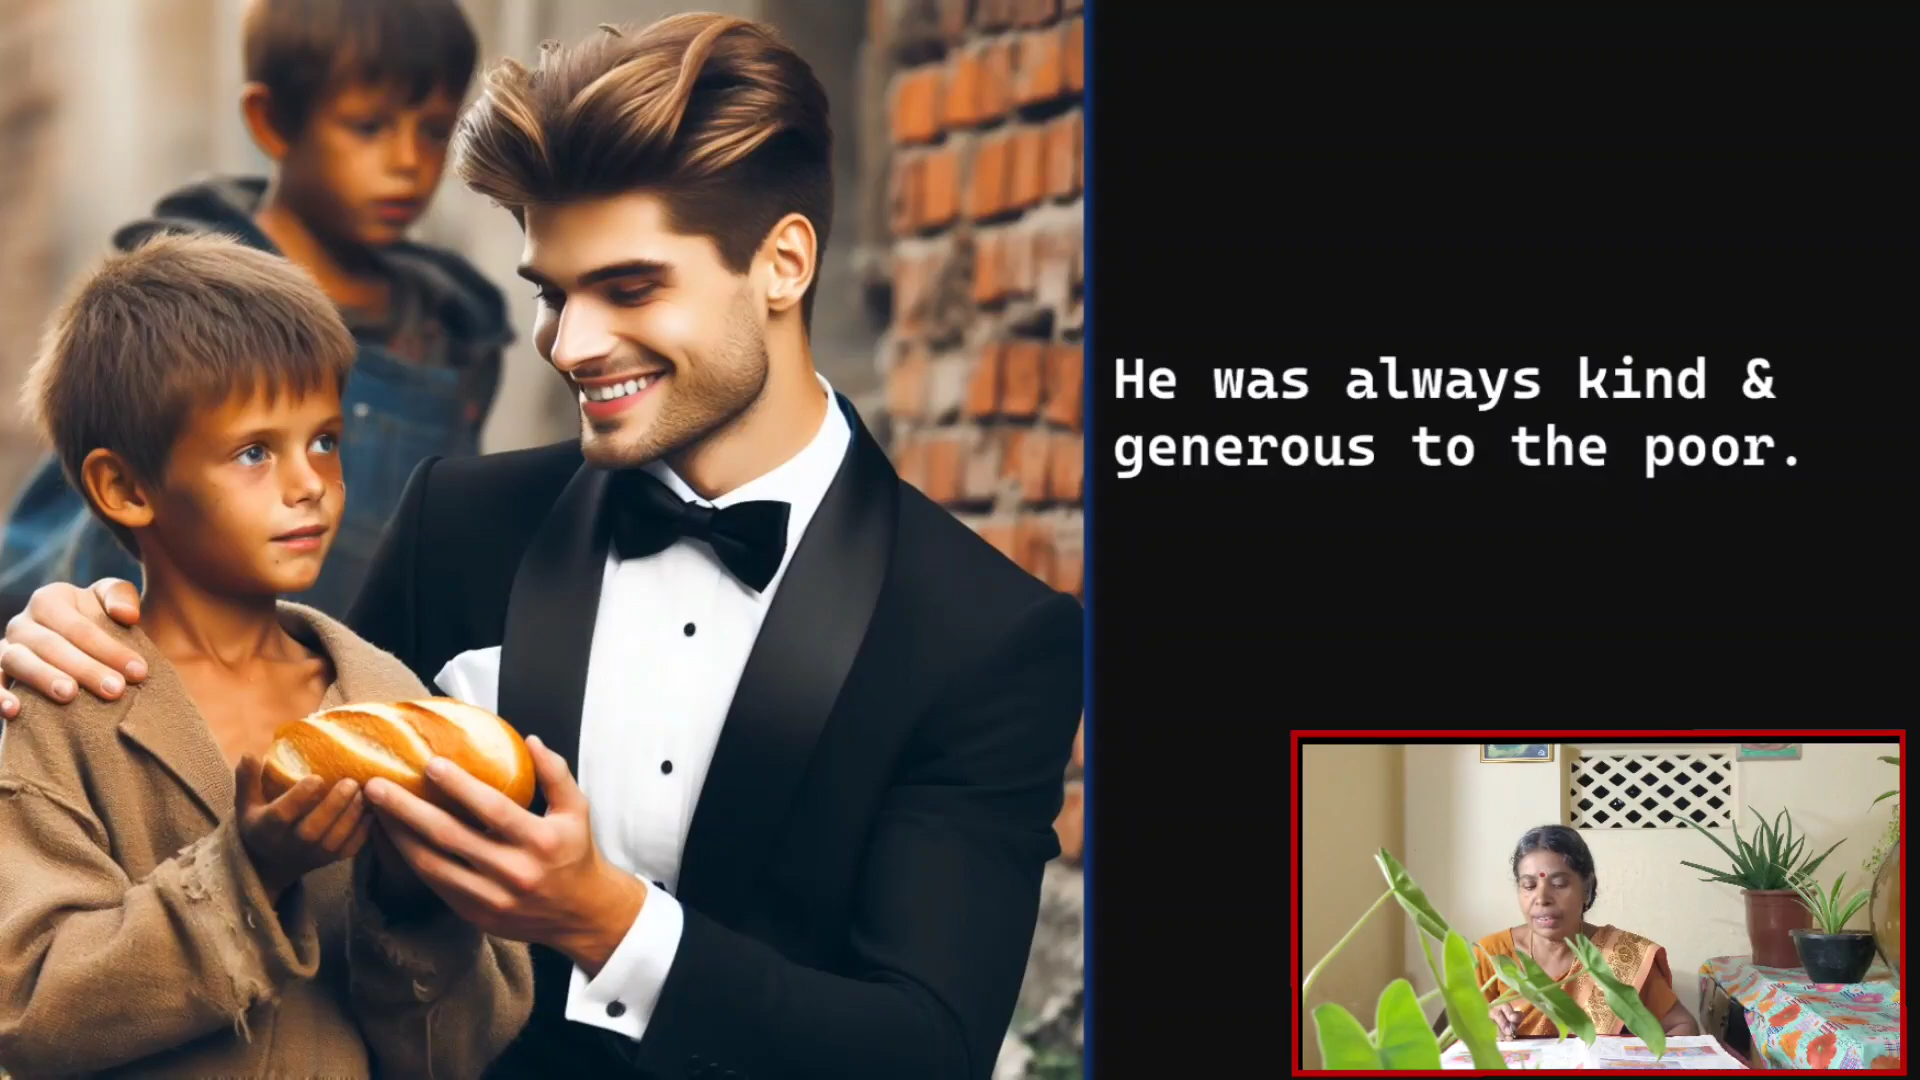 He was always kind &
generous to the poor.